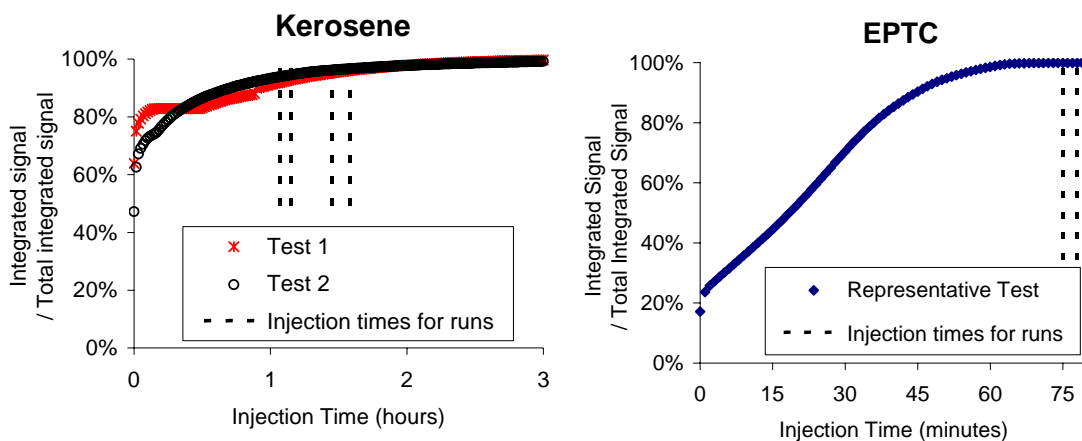 Kerosene
100%
80%
60%
40%
20%
0%
Integrated signal
/ Total integrated signal
Test 1
Test 2
Injection times for runs
0
1
2
3
Injection Time (hours)
EPTC
100%
80%
60%
40%
20%
0%
Integrated Signal
/ Total Integrated Signal
Representative Test
Injection times for runs
0
15
30
45
60
75
Injection Time (minutes)